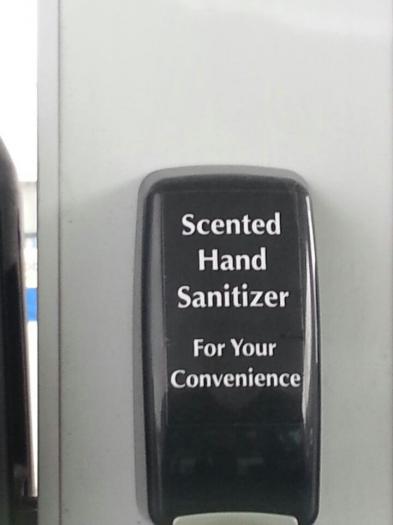 Scented
Hand
Sanitizer
For Your
Convenience